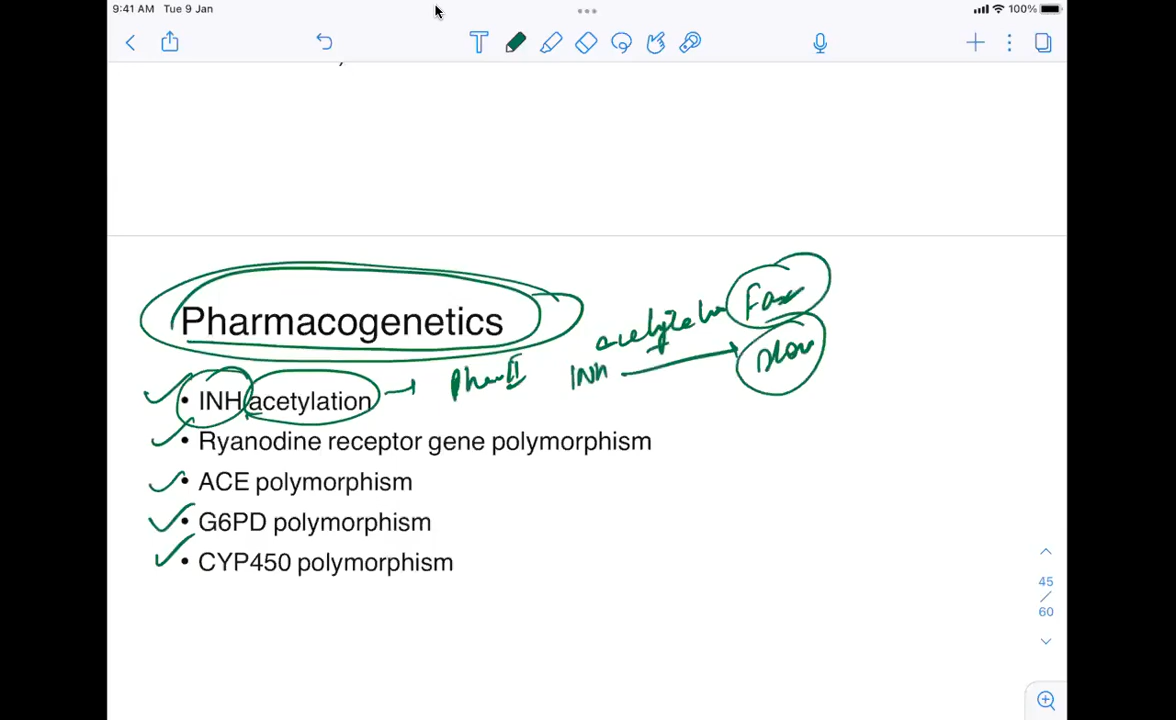 9:41 AM Tue 9 Jan
100%
Pharmacogenetics
• INH acetylation
Phase II
INH
Fast
Slow
• Ryanodine receptor gene polymorphism
• ACE polymorphism
• G6PD polymorphism
• CYP450 polymorphism
45
/
60